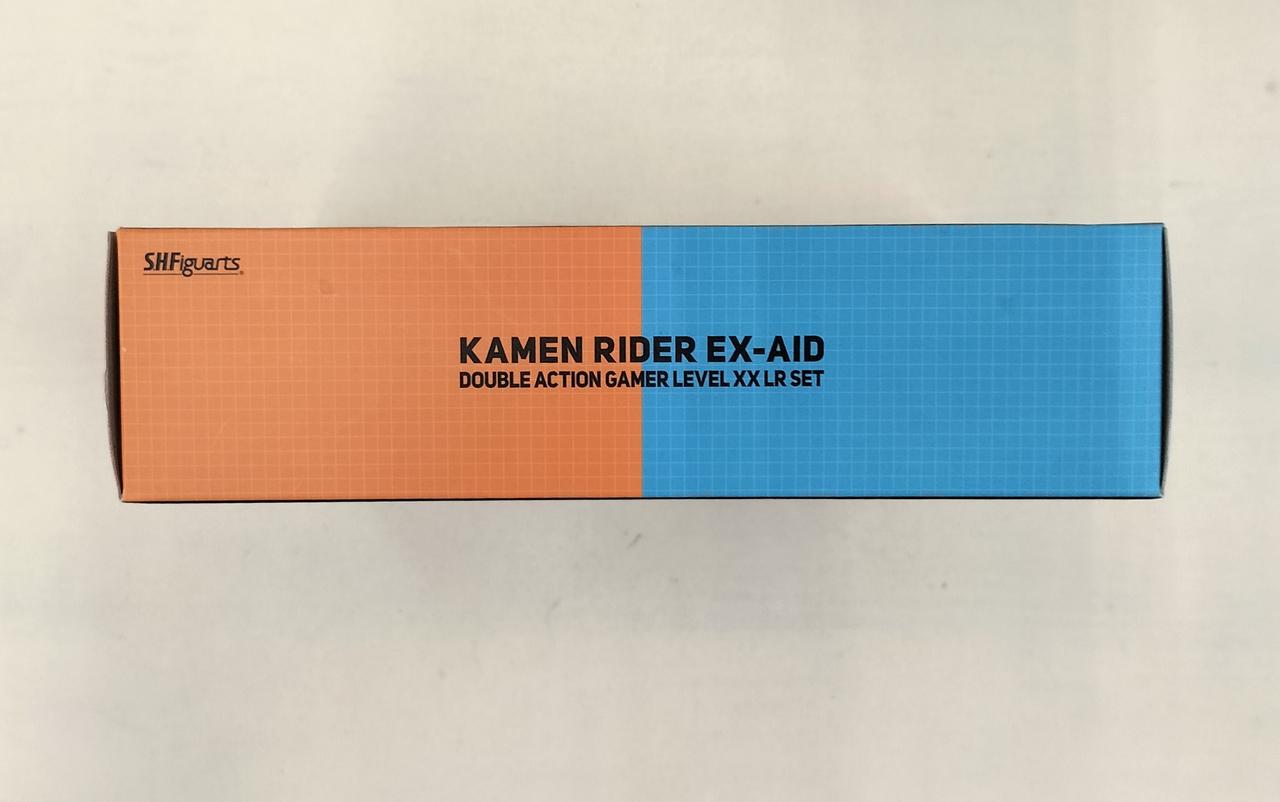 S.H.Figuarts
KAMEN RIDER EX-AID
DOUBLE ACTION GAMER LEVEL XX LR SET